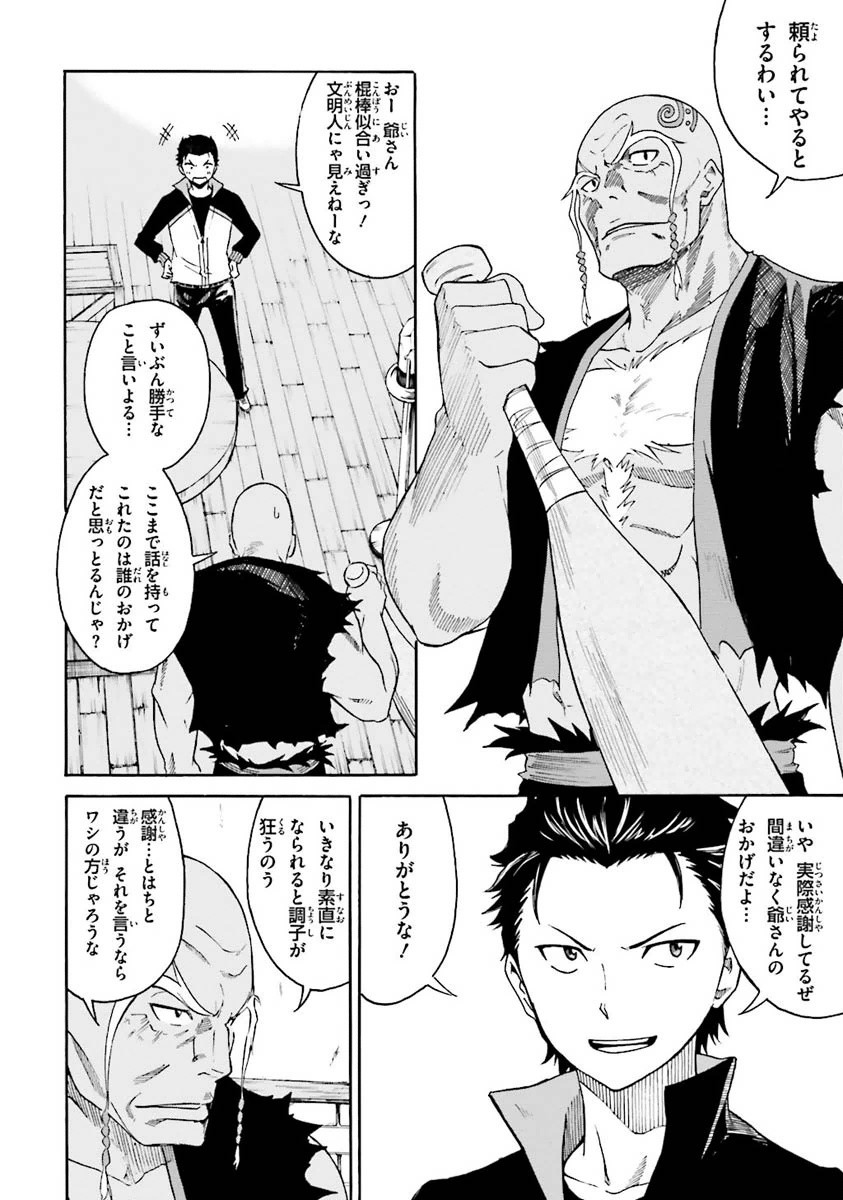 頼られてやると
するわい…
おー 爺さん
棍棒似合い過ぎっ!
文明人にゃ見えねーな
ずいぶん勝手な
こと言いよる…
ここまで話を持って
これたのは誰のおかげ
だと思っとるんじゃ?
いや 実際感謝してるぜ
間違いなく爺さんの
おかげだよ…
ありがとうな!
いきなり素直に
なられると調子が
狂うのう
感謝…とはちと
違うが それを言うなら
ワシの方じゃろうな